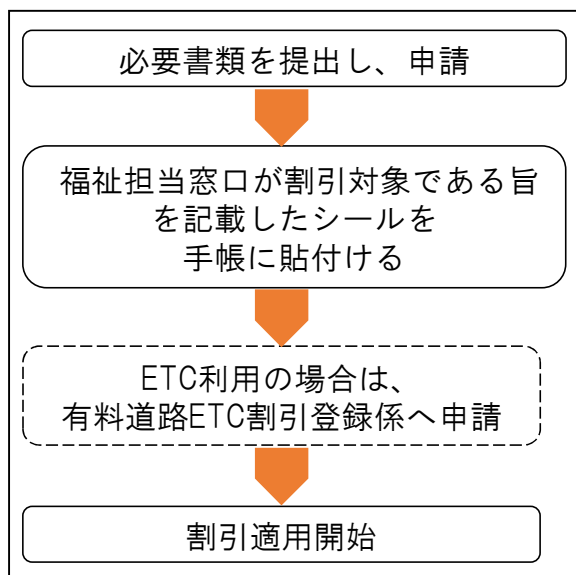 必要書類を提出し、申請
福祉担当窓口が割引対象である旨
を記載したシールを
手帳に貼付ける
ETC利用の場合は、
有料道路ETC割引登録係へ申請
割引適用開始